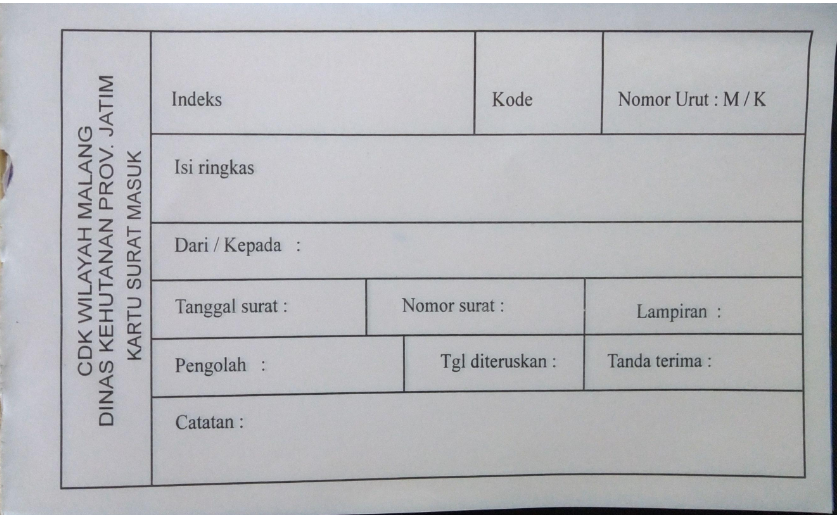 CDK WILAYAH MALANG
DINAS KEHUTANAN PROV. JATIM
KARTU SURAT MASUK
Indeks
Kode
Nomor Urut : M / K
Isi ringkas
Dari / Kepada :
Tanggal surat :
Nomor surat :
Lampiran :
Pengolah :
Tgl diteruskan :
Tanda terima :
Catatan :